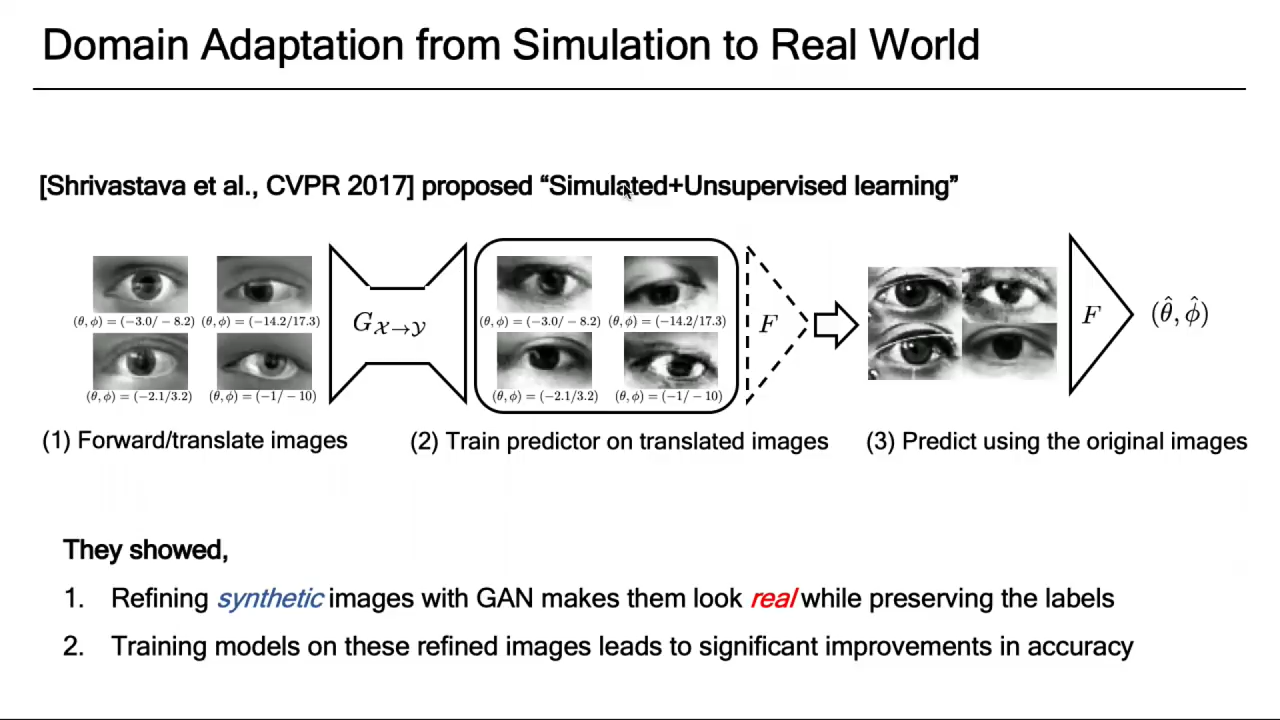 Domain Adaptation from Simulation to Real World
[Shrivastava et al., CVPR 2017] proposed “Simulated+Unsupervised learning”
(θ, ϕ) = (−3.0/ − 8.2) (θ, ϕ) = (−14.2/17.3)
(θ, ϕ) = (−2.1/3.2) (θ, ϕ) = (−1/ − 10)
G𝒳→𝒴
(θ, ϕ) = (−3.0/ − 8.2) (θ, ϕ) = (−14.2/17.3)
(θ, ϕ) = (−2.1/3.2) (θ, ϕ) = (−1/ − 10)
F
F
(θ̂, ϕ̂)
(1) Forward/translate images
(2) Train predictor on translated images
(3) Predict using the original images
They showed,
1. Refining synthetic images with GAN makes them look real while preserving the labels
2. Training models on these refined images leads to significant improvements in accuracy